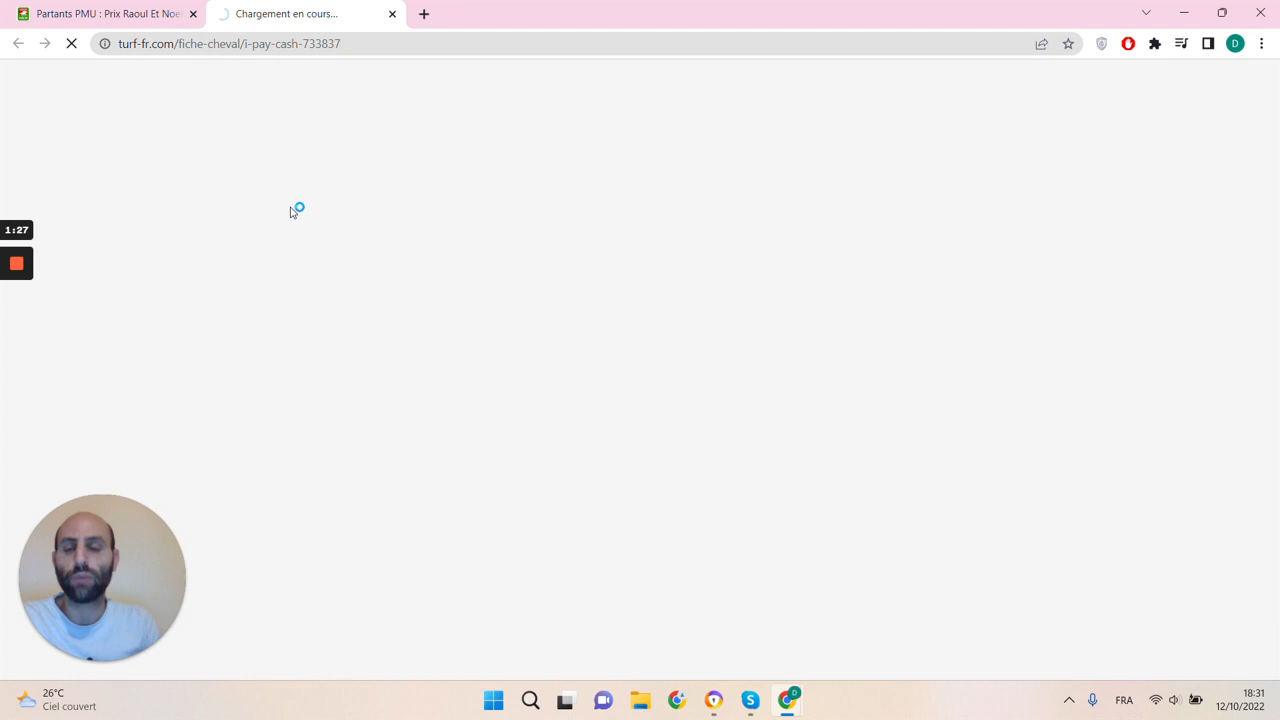 Partants PMU : Prix Raoul Et Noe
Chargement en cours...
turf-fr.com/fiche-cheval/i-pay-cash-733837
D
1:27
26°C
Ciel couvert
D
FRA
18:31
12/10/2022